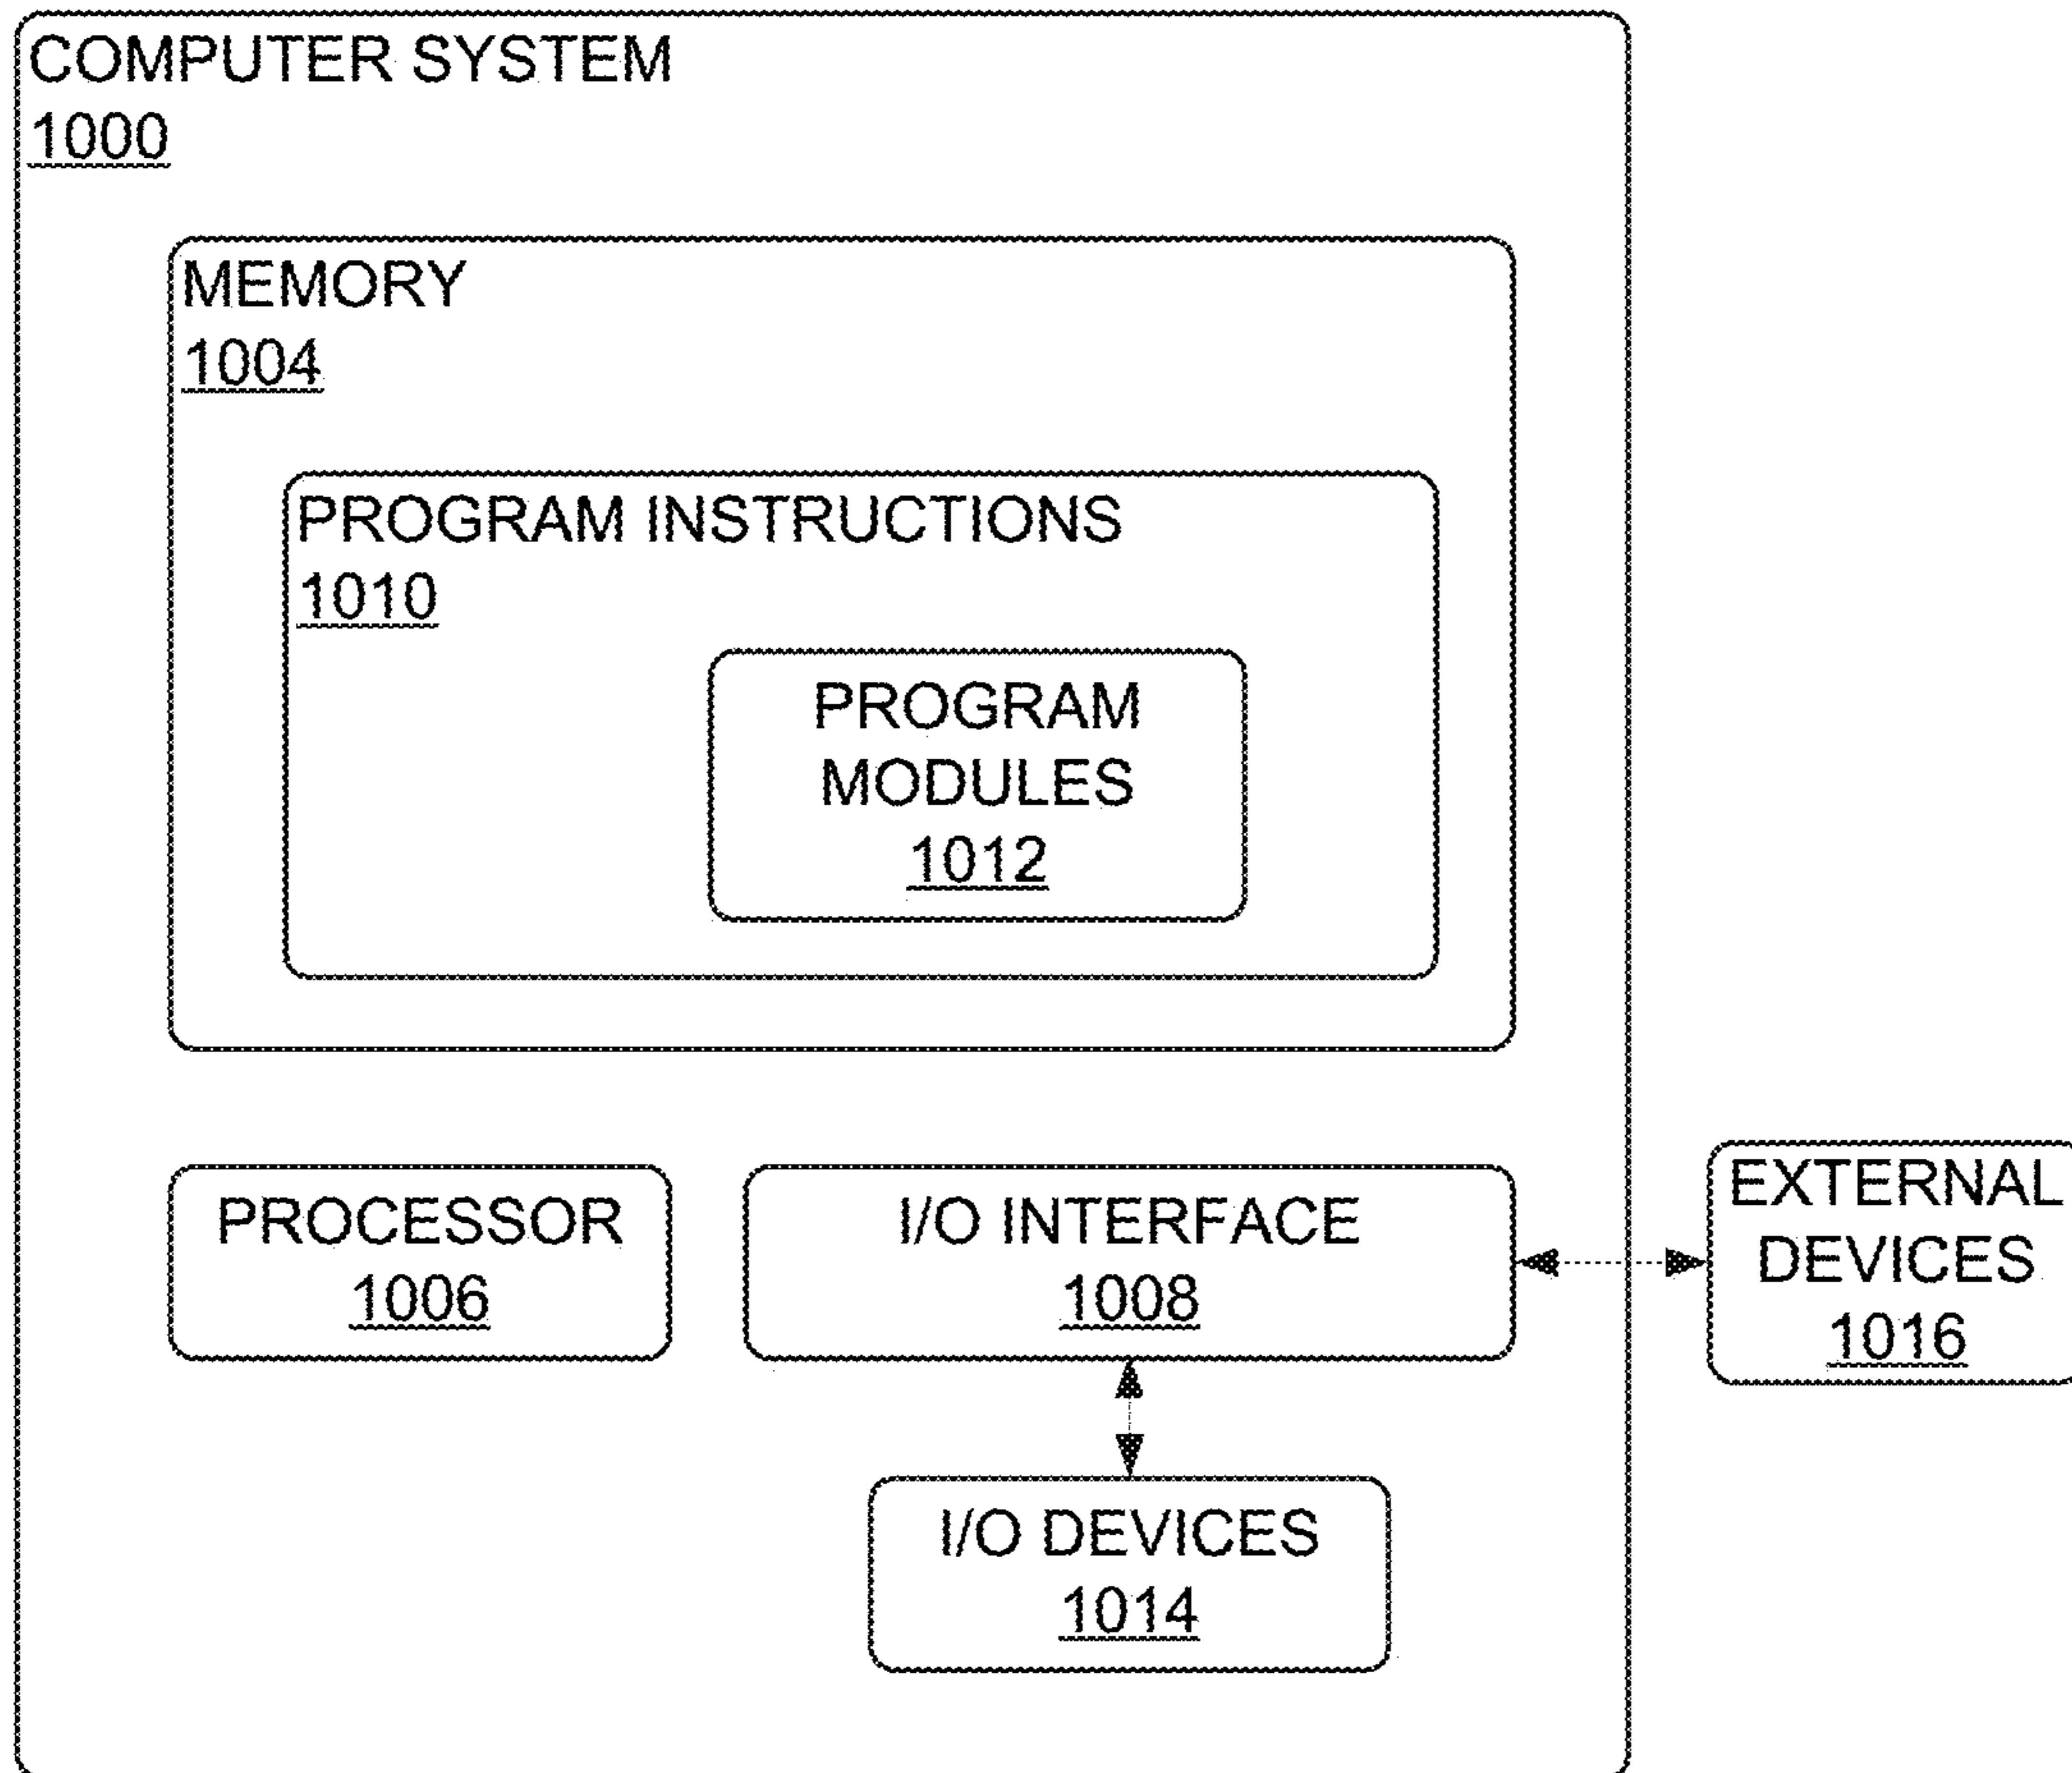 COMPUTER SYSTEM
1000
MEMORY
1004
PROGRAM INSTRUCTIONS
1010
PROGRAM
MODULES
1012
PROCESSOR
1006
I/O INTERFACE
1008
EXTERNAL
DEVICES
1016
I/O DEVICES
1014